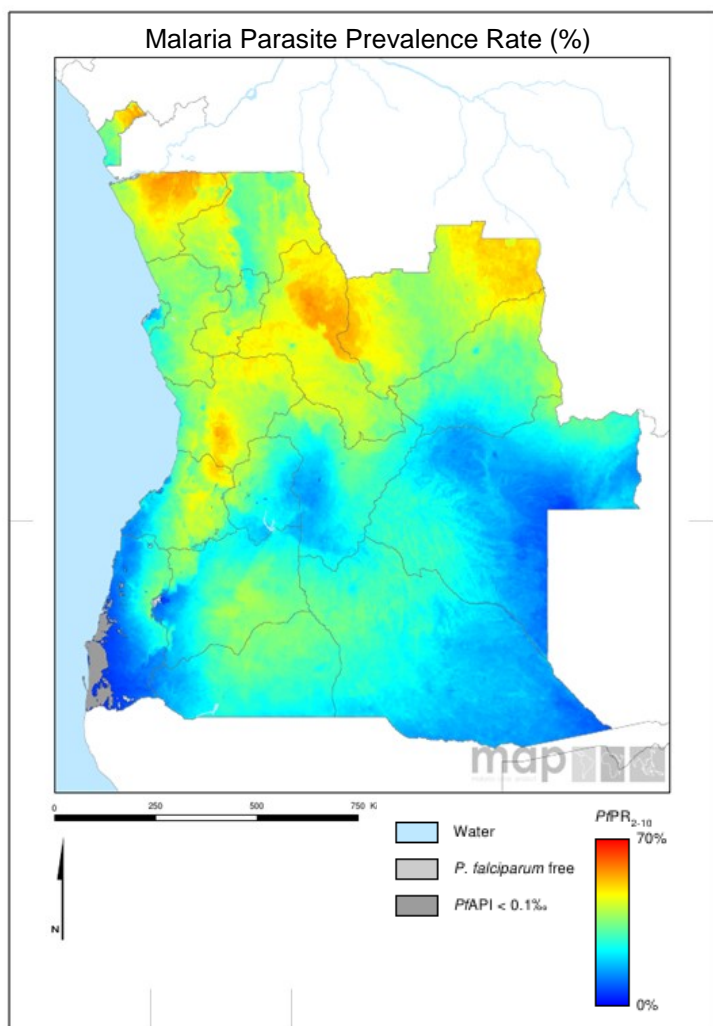 Malaria Parasite Prevalence Rate (%)
map
0 250 500 750 Ki
Water
P. falciparum free
PfAPI < 0.1‰
N
PfPR2-10
70%
0%